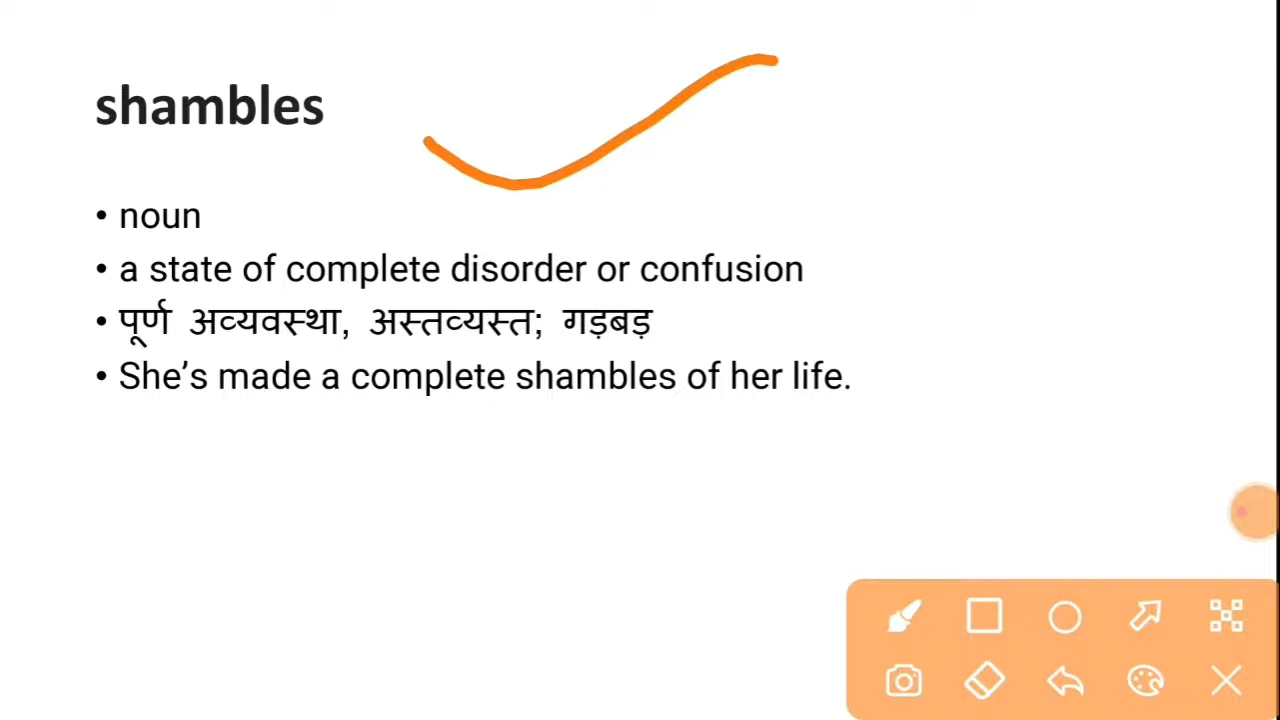 shambles
• noun
• a state of complete disorder or confusion
• पूर्ण अव्यवस्था, अस्तव्यस्त; गड़बड़
• She’s made a complete shambles of her life.